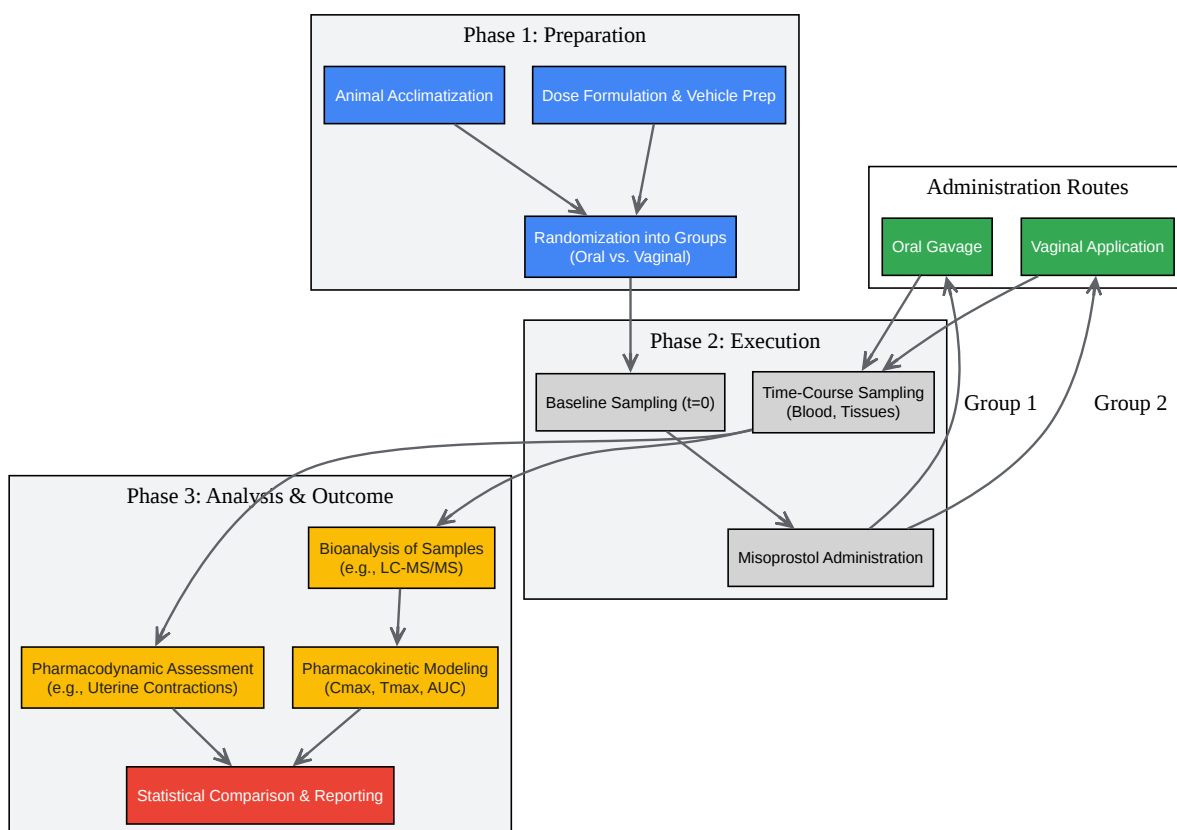 Phase 1: Preparation
Animal Acclimatization
Dose Formulation & Vehicle Prep
Randomization into Groups
(Oral vs. Vaginal)
Administration Routes
Oral Gavage
Vaginal Application
Phase 2: Execution
Baseline Sampling (t=0)
Time-Course Sampling
(Blood, Tissues)
Group 1
Group 2
Misoprostol Administration
Phase 3: Analysis & Outcome
Bioanalysis of Samples
(e.g., LC-MS/MS)
Pharmacodynamic Assessment
(e.g., Uterine Contractions)
Pharmacokinetic Modeling
(Cmax, Tmax, AUC)
Statistical Comparison & Reporting